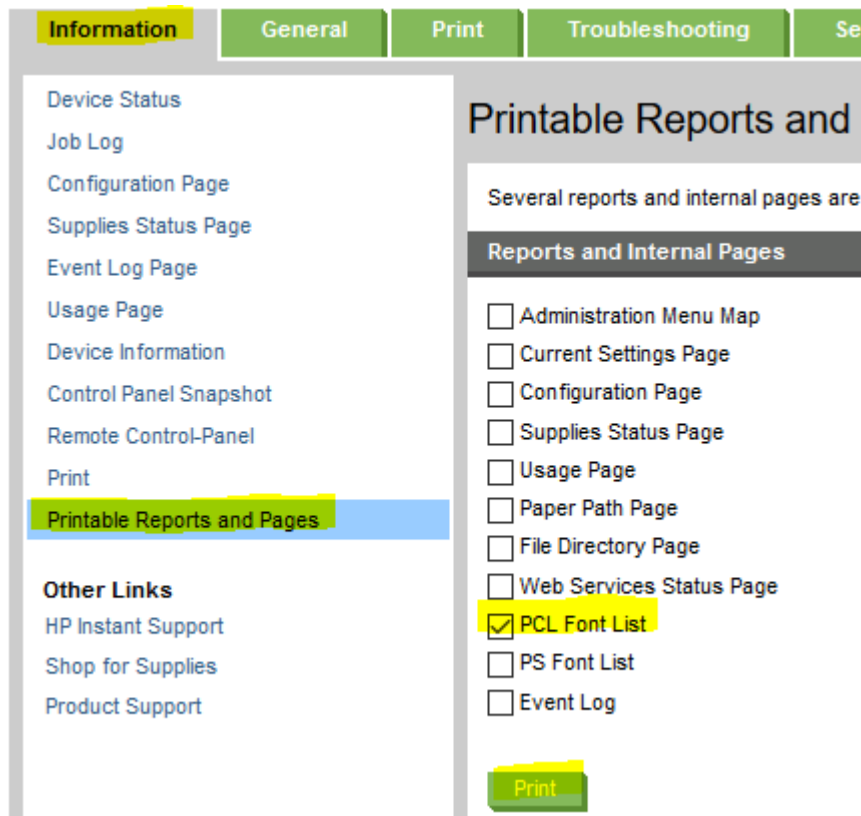 Information General Print Troubleshooting
Device Status
Job Log
Configuration Page
Supplies Status Page
Event Log Page
Usage Page
Device Information
Control Panel Snapshot
Remote Control-Panel
Print
Printable Reports and Pages
Other Links
HP Instant Support
Shop for Supplies
Product Support
Printable Reports and
Several reports and internal pages are
Reports and Internal Pages
Administration Menu Map
Current Settings Page
Configuration Page
Supplies Status Page
Usage Page
Paper Path Page
File Directory Page
Web Services Status Page
PCL Font List
PS Font List
Event Log
Print